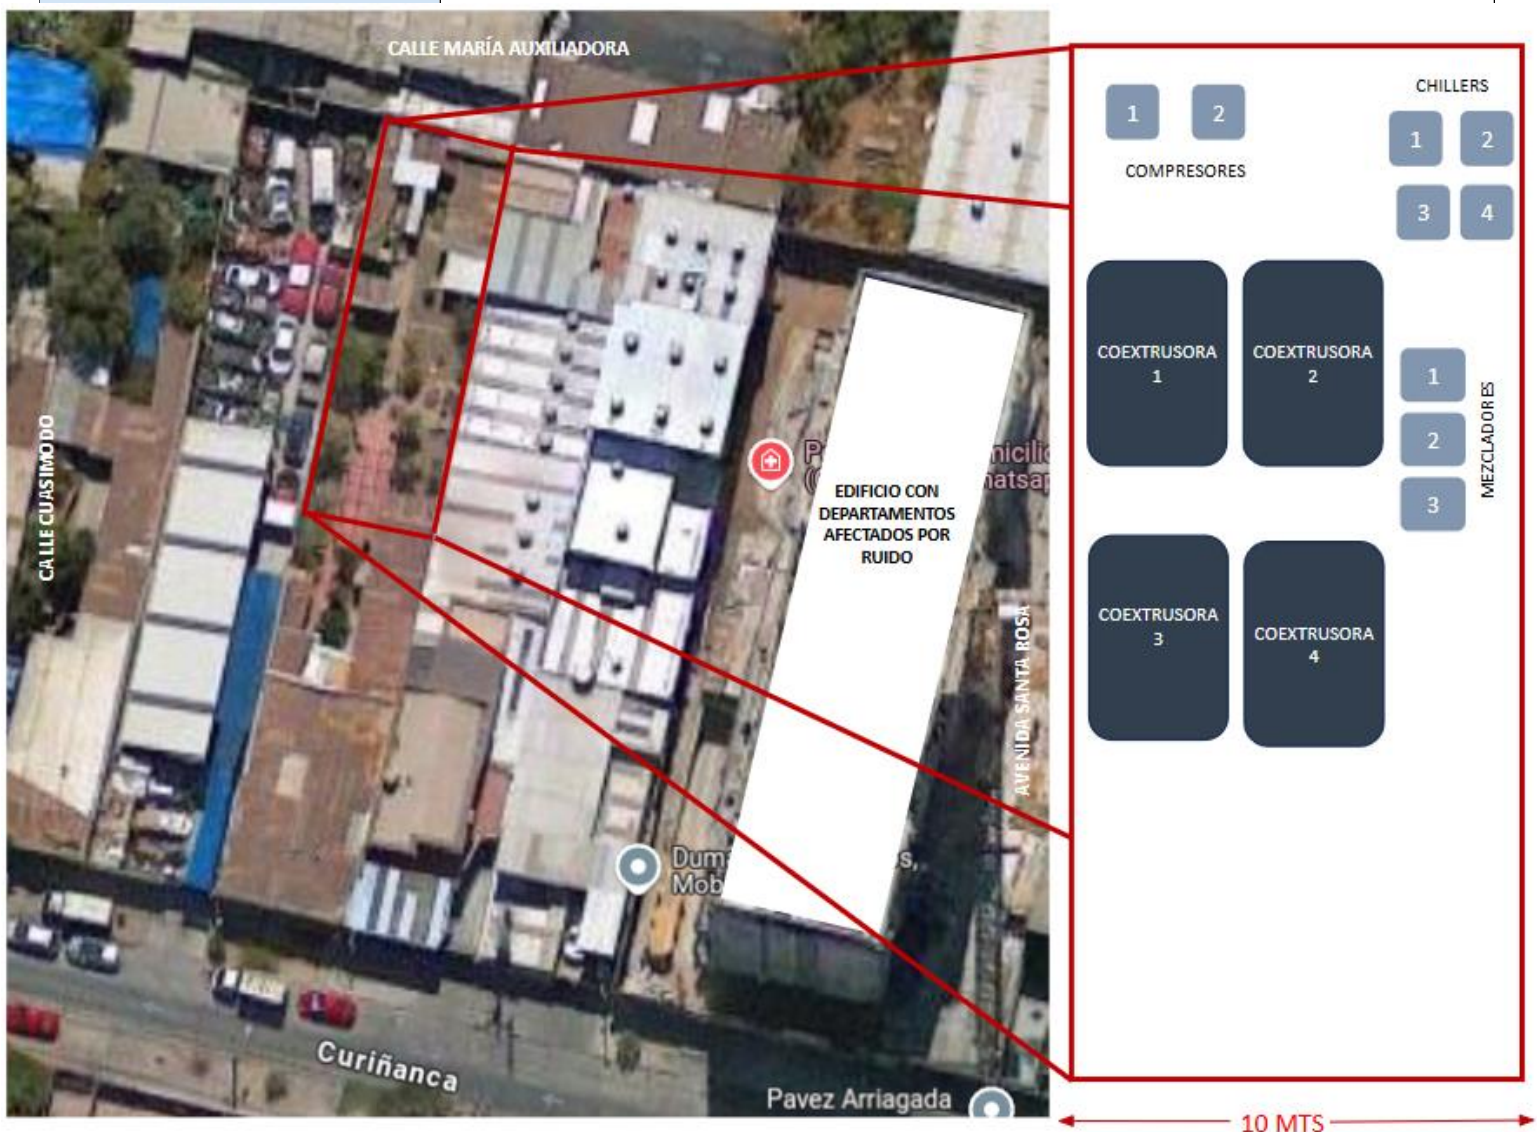 CALLE MARÍA AUXILIADORA
CALLE CUASIMODO
EDIFICIO CON
DEPARTAMENTOS
AFECTADOS POR
RUIDO
AVENIDA SANTA ROSA
Curiñanca
Pavez Arriagada
1
2
COMPRESORES
CHILLERS
1
2
3
4
COEXTRUSORA
1
COEXTRUSORA
2
1
2
3
MEZCLADORES
COEXTRUSORA
3
COEXTRUSORA
4
10 MTS